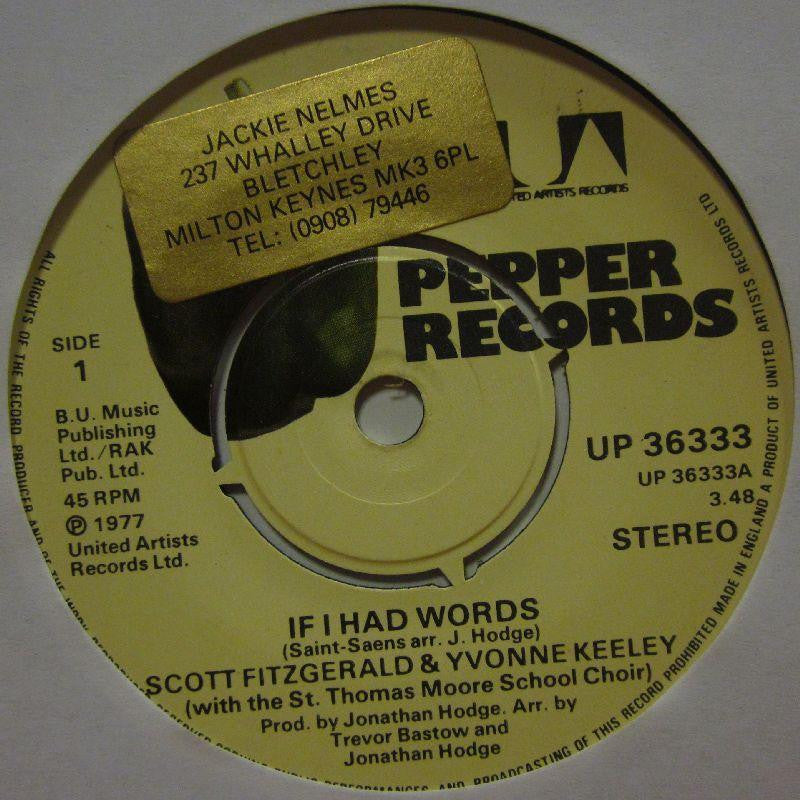 JACKIE NELMES
237 WHALLEY DRIVE
BLETCHLEY
MILTON KEYNES MK3 6PL
TEL: (0908) 79446
UA
ARTISTS RECORDS
PEPPER
RECORDS
SIDE
1
B.U. Music
Publishing
Ltd./RAK
Pub. Ltd.
45 RPM
℗ 1977
United Artists
Records Ltd.
UP 36333
UP 36333A
3.48
STEREO
IF I HAD WORDS
(Saint-Saens arr. J. Hodge)
SCOTT FITZGERALD & YVONNE KEELEY
(with the St. Thomas Moore School Choir)
Prod. by Jonathan Hodge. Arr. by
Trevor Bastow and
Jonathan Hodge
ALL RIGHTS OF THE RECORD PRODUCER AND OF THE BROADCASTING OF THIS RECORD PROHIBITED MADE IN ENGLAND A PRODUCT OF UNITED ARTISTS RECORDS LTD